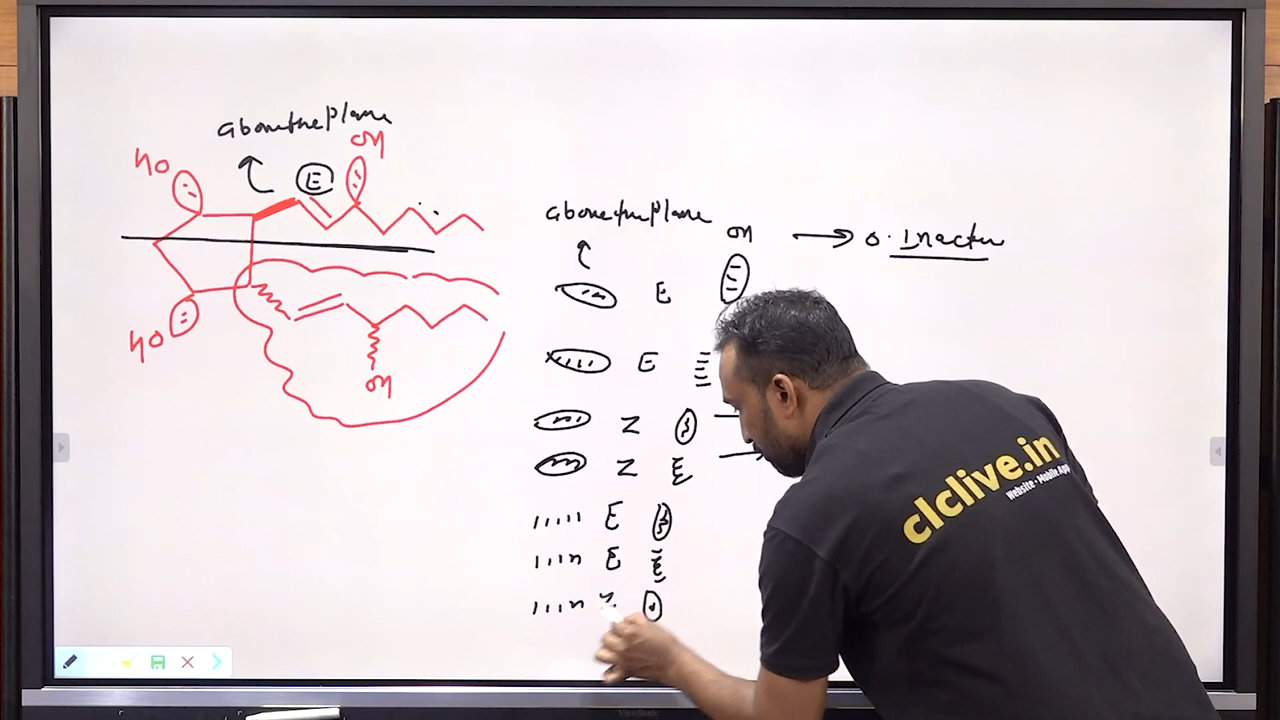 above the plane
HO
OH
E
HO
OH
above the plane
OH → O. Inactive
E
E
Z
Z
E
E
Z
clclive.in
Website - Mobile App